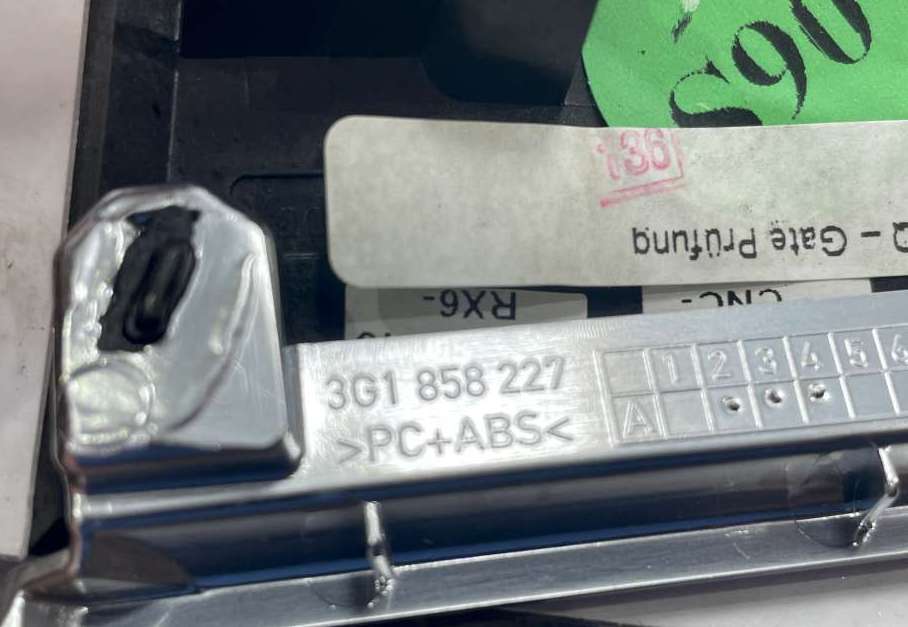 S90
136
Q - Gate Prüfung
RX6-
CNC-
3G1 858 227
>PC+ABS<
1 2 3 4 5 6
A